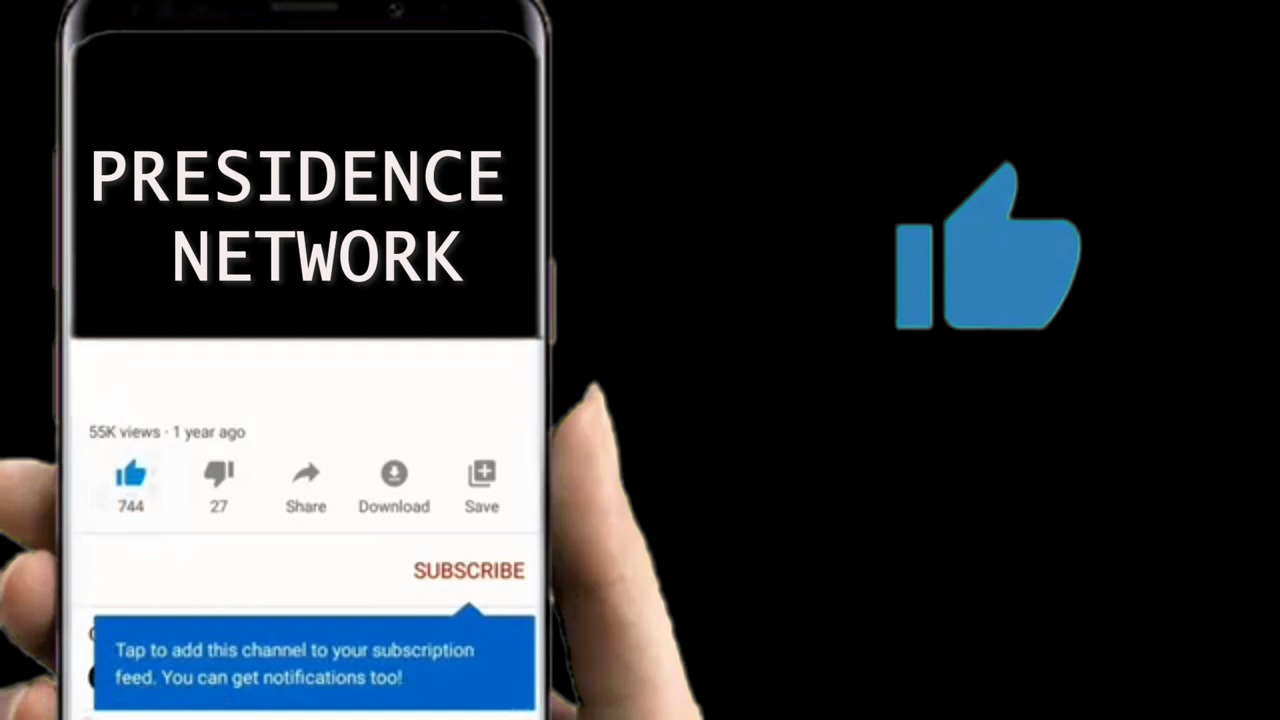 PRESIDENCE
NETWORK
55K views · 1 year ago
744
27
Share
Download
Save
SUBSCRIBE
Tap to add this channel to your subscription
feed. You can get notifications too!